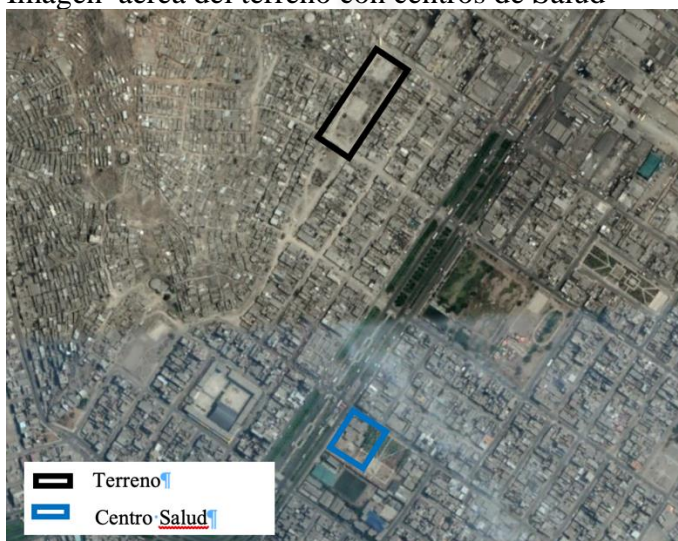 Imagen aérea del terreno con centros de Salud
Terreno¶
Centro·Salud¶